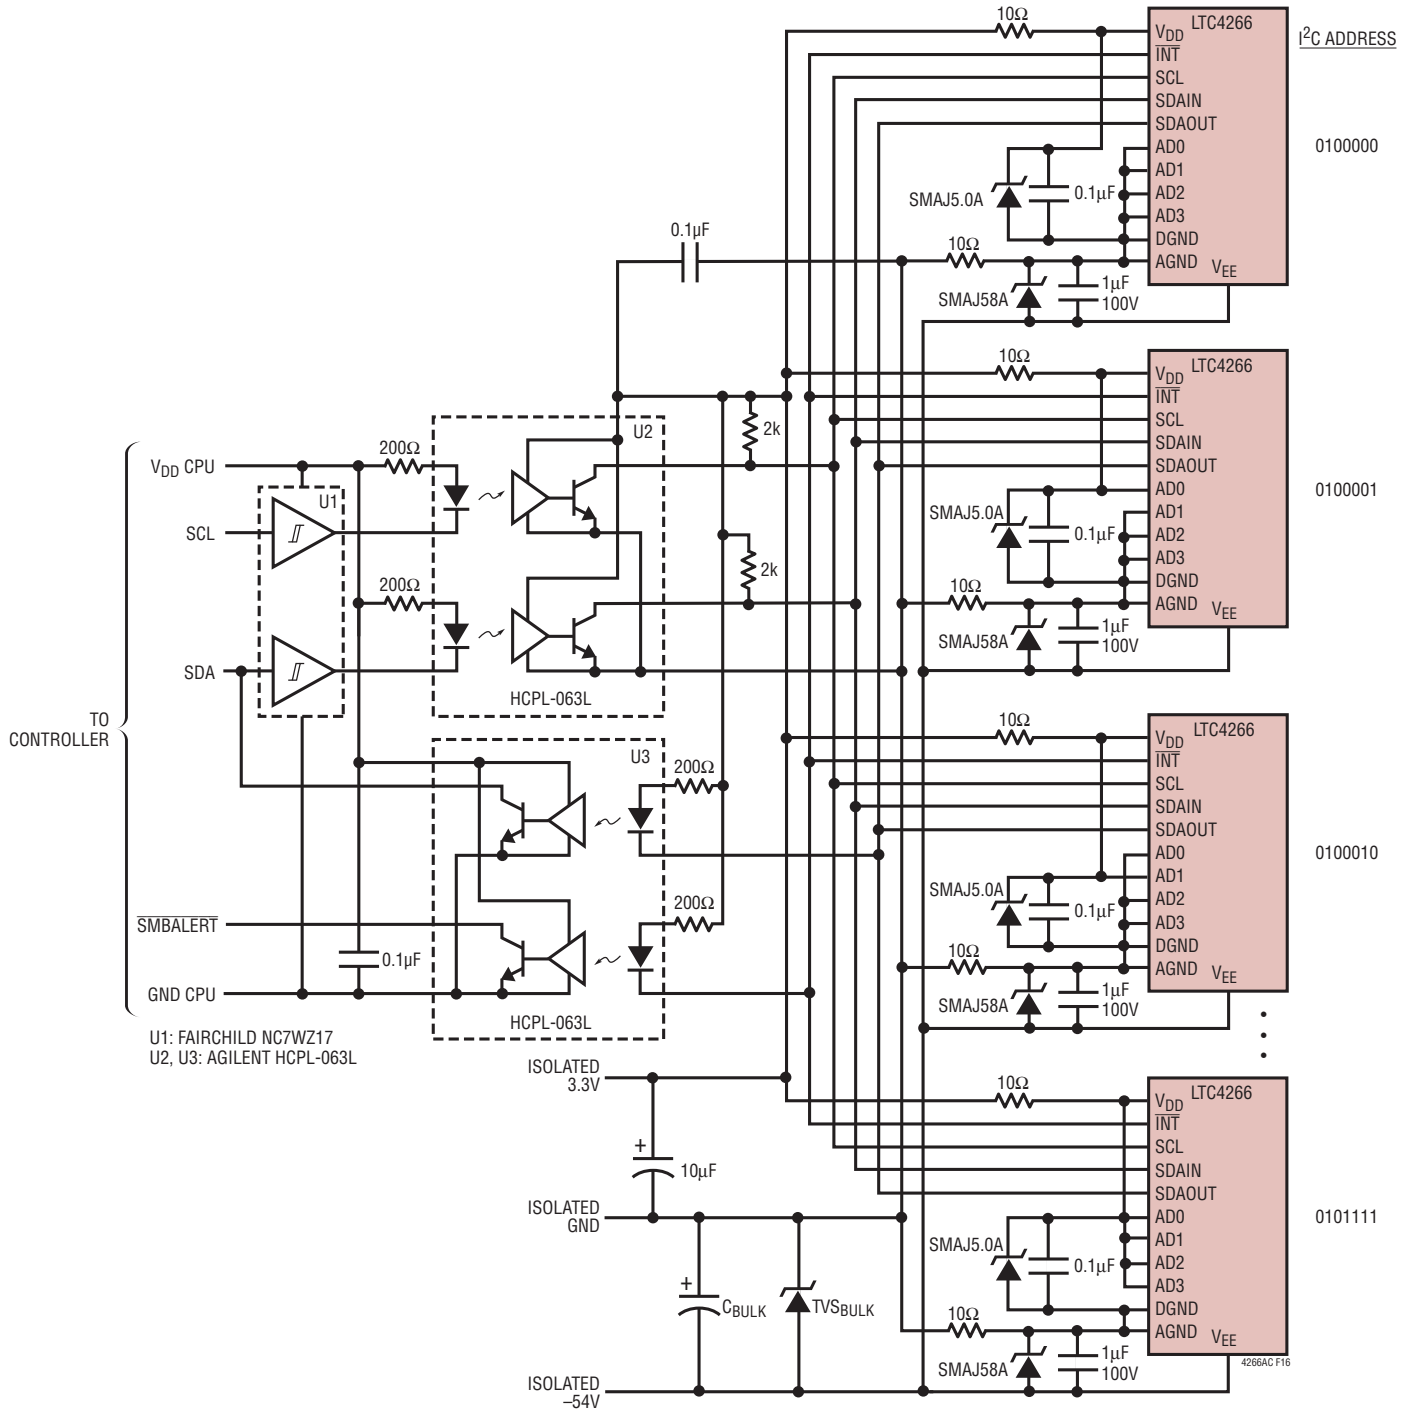 10Ω
LTC4266
I2C ADDRESS
VDD
INT
SCL
SDAIN
SDAOUT
AD0
0100000
AD1
SMAJ5.0A
0.1µF
AD2
AD3
DGND
0.1µF
10Ω
AGND
VEE
SMAJ58A
1µF
100V
10Ω
LTC4266
VDD
INT
SCL
SDAIN
SDAOUT
AD0
0100001
AD1
SMAJ5.0A
0.1µF
AD2
AD3
DGND
10Ω
AGND
VEE
SMAJ58A
1µF
100V
U2
2k
200Ω
VDD CPU
U1
SCL
2k
200Ω
SDA
HCPL-063L
TO
CONTROLLER
10Ω
LTC4266
VDD
INT
SCL
SDAIN
SDAOUT
AD0
0100010
AD1
SMAJ5.0A
0.1µF
AD2
AD3
DGND
10Ω
AGND
VEE
SMAJ58A
1µF
100V
U3
200Ω
200Ω
SMBALERT
0.1µF
GND CPU
HCPL-063L
U1: FAIRCHILD NC7WZ17
U2, U3: AGILENT HCPL-063L
ISOLATED
3.3V
+
10µF
ISOLATED
GND
+
CBULK
TVSBULK
ISOLATED
–54V
10Ω
LTC4266
VDD
INT
SCL
SDAIN
SDAOUT
AD0
0101111
AD1
SMAJ5.0A
0.1µF
AD2
AD3
DGND
10Ω
AGND
VEE
SMAJ58A
1µF
100V
4266AC F16